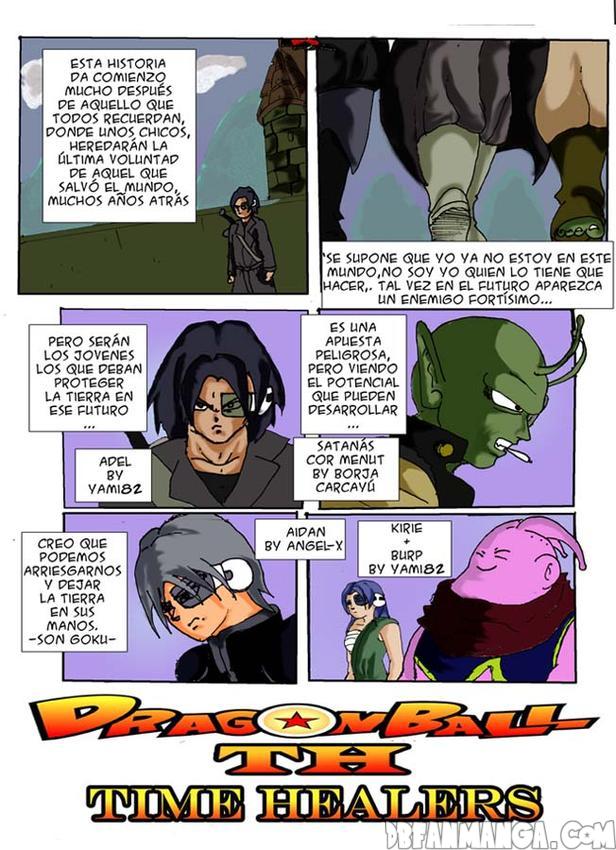 ESTA HISTORIA
DA COMIENZO
MUCHO DESPUÉS
DE AQUELLO QUE
TODOS RECUERDAN,
DONDE UNOS CHICOS,
HEREDARÁN LA
ÚLTIMA VOLUNTAD
DE AQUEL QUE
SALVÓ EL MUNDO,
MUCHOS AÑOS ATRÁS
"SE SUPONE QUE YO YA NO ESTOY EN ESTE
MUNDO,NO SOY YO QUIEN LO TIENE QUE
HACER,. TAL VEZ EN EL FUTURO APAREZCA
UN ENEMIGO FORTÍSIMO...
PERO SERÁN
LOS JOVENES
LOS QUE DEBAN
PROTEGER
LA TIERRA EN
ESE FUTURO
...
ADEL
BY
YAMI82
ES UNA
APUESTA
PELIGROSA,
PERO VIENDO
EL POTENCIAL
QUE PUEDEN
DESARROLLAR
...
SATANÁS
COR MENUT
BY BORJA
CARCAYÚ
CREO QUE
PODEMOS
ARRIESGARNOS
Y DEJAR
LA TIERRA
EN SUS
MANOS.
-SON GOKU-
AIDAN
BY ANGEL-X
KIRIE
+
BURP BY YAMI82
DRAGON BALL
TH
TIME HEALERS
DBFANMANGA.COM